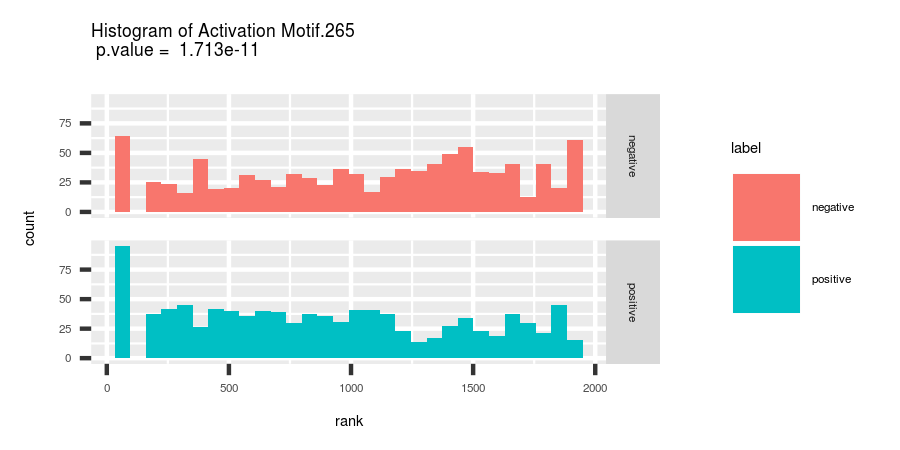 Histogram of Activation Motif.265
p.value = 1.713e-11
count
75
50
25
0
negative
75
50
25
0
positive
0
500
1000
1500
2000
rank
label
negative
positive